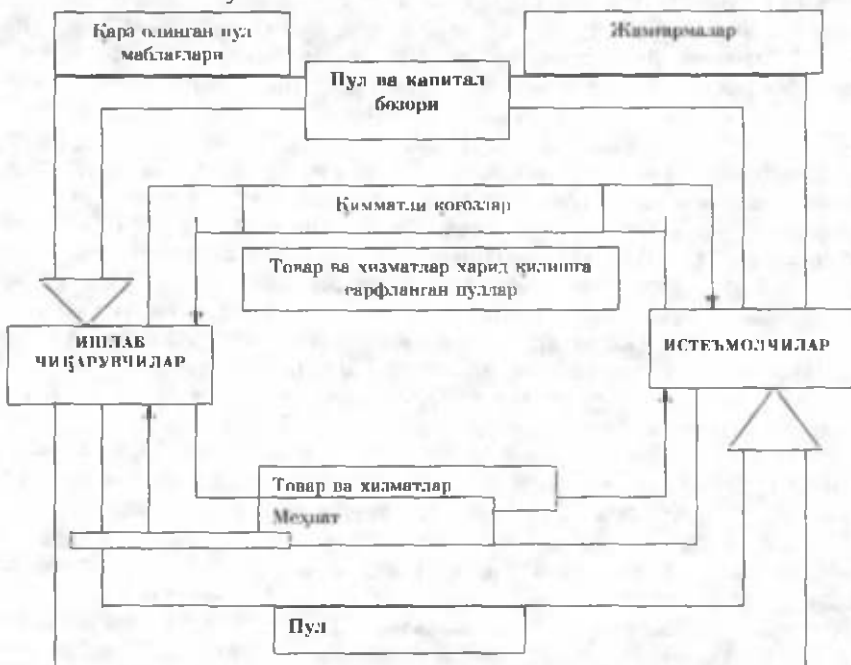 Қарз олинган пул
маблағлари
Жамғармалар
Пул ва капитал
бозори
Қимматли қоғозлар
Товар ва хизматлар харид қилишга
сарфланган пуллар
ИШЛАБ
ЧИҚАРУВЧИЛАР
ИСТЕЪМОЛЧИЛАР
Товар ва хизматлар
Меҳнат
Пул